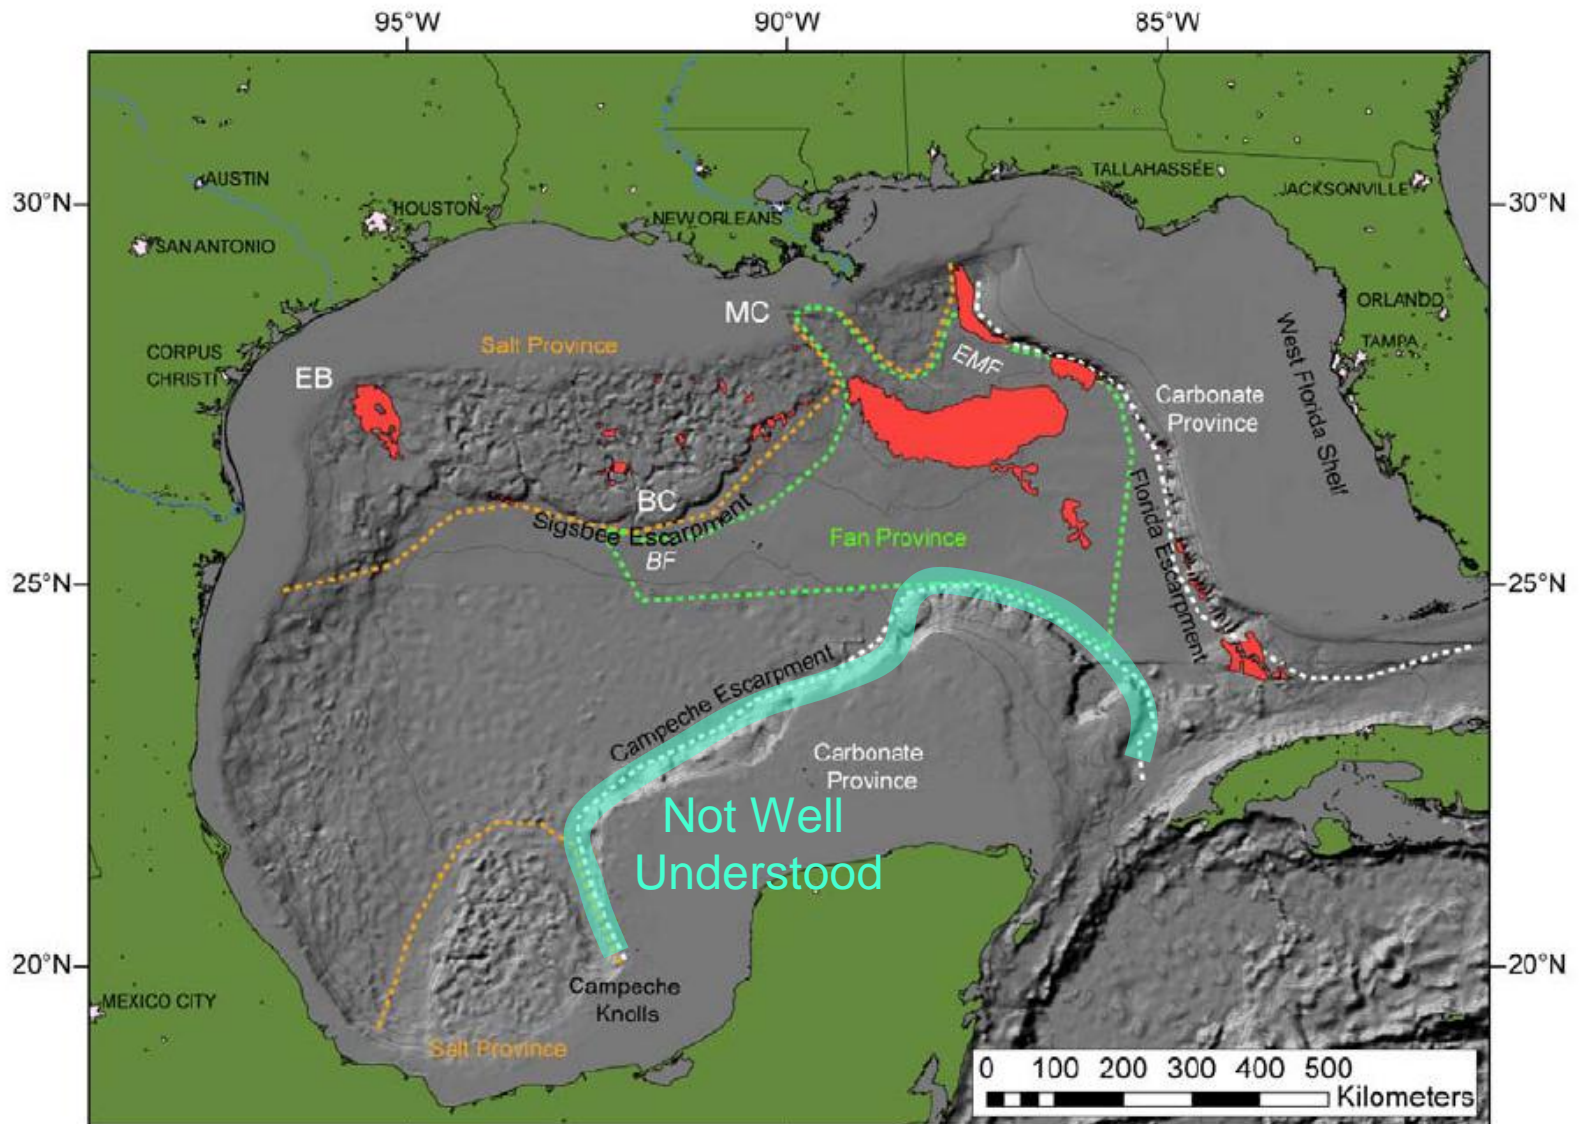 95°W
90°W
85°W
30°N
30°N
25°N
25°N
20°N
20°N
AUSTIN
HOUSTON
SAN ANTONIO
NEW ORLEANS
TALLAHASSEE
JACKSONVILLE
ORLANDO
TAMPA
CORPUS
CHRISTI
MEXICO CITY
MC
EB
BC
BF
EMF
Salt Province
Sigsbee Escarpment
Fan Province
Carbonate
Province
West Florida Shelf
Florida Escarpment
Campeche Escarpment
Carbonate
Province
Not Well
Understood
Campeche
Knolls
Salt Province
0 100 200 300 400 500
Kilometers